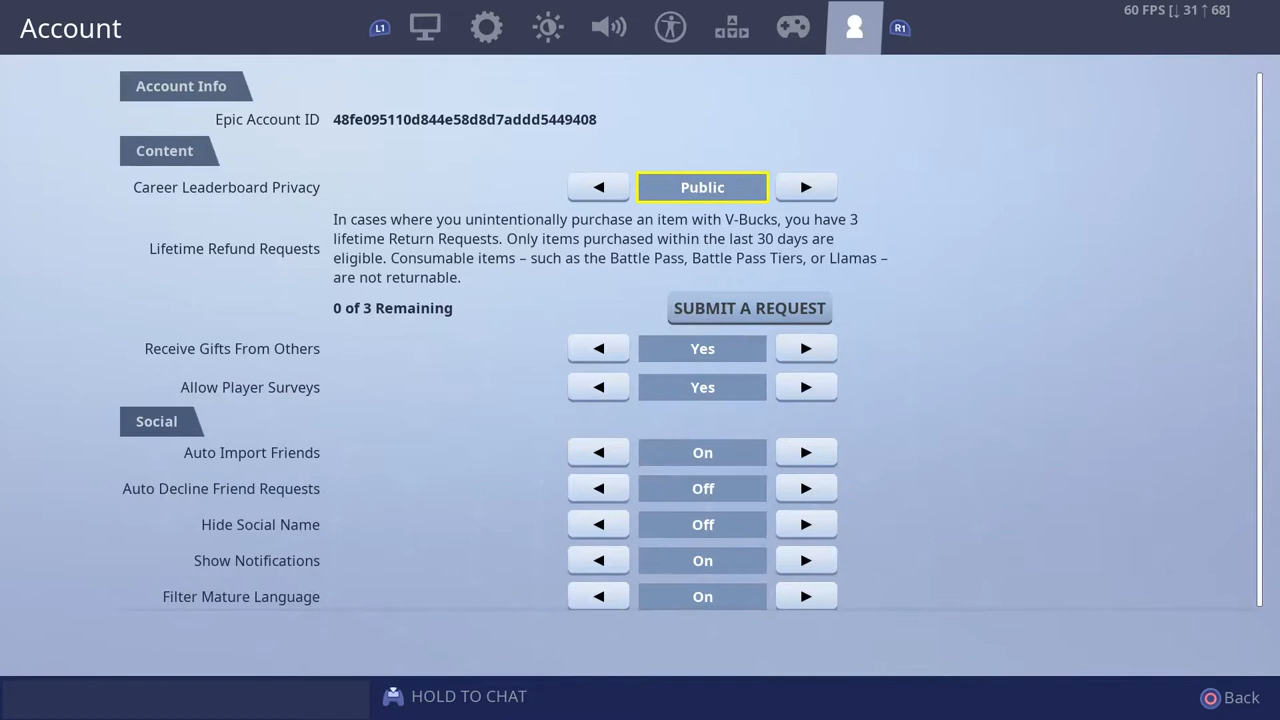 Account
L1
R1
60 FPS [↓ 31 ↑ 68]
Account Info
Epic Account ID 48fe095110d844e58d8d7addd5449408
Content
Career Leaderboard Privacy Public
In cases where you unintentionally purchase an item with V-Bucks, you have 3
lifetime Return Requests. Only items purchased within the last 30 days are
Lifetime Refund Requests
eligible. Consumable items – such as the Battle Pass, Battle Pass Tiers, or Llamas –
are not returnable.
0 of 3 Remaining SUBMIT A REQUEST
Receive Gifts From Others Yes
Allow Player Surveys Yes
Social
Auto Import Friends On
Auto Decline Friend Requests Off
Hide Social Name Off
Show Notifications On
Filter Mature Language On
HOLD TO CHAT
Back